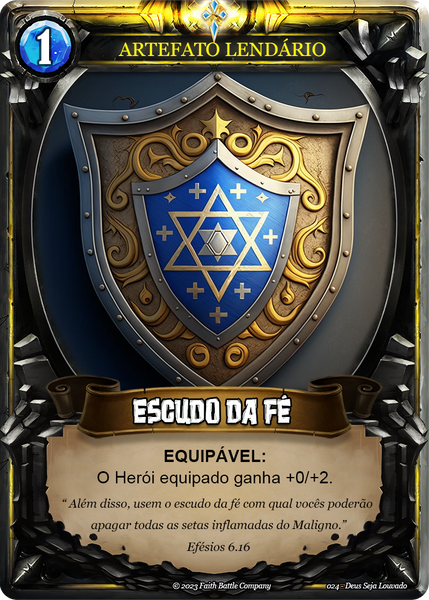 1
ARTEFATO LENDÁRIO
ESCUDO DA FÉ
EQUIPÁVEL:
O Herói equipado ganha +0/+2.
“ Além disso, usem o escudo da fé com qual vocês poderão
apagar todas as setas inflamadas do Maligno.”
Efésios 6.16
© 2023 Faith Battle Company
024 - Deus Seja Louvado